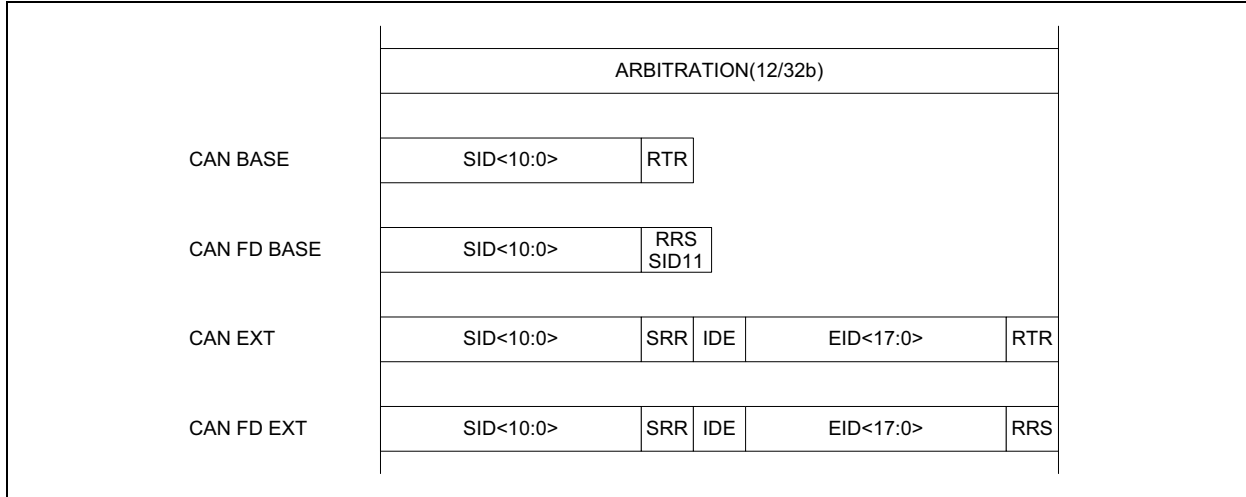 ARBITRATION(12/32b)
CAN BASE SID<10:0> RTR
CAN FD BASE SID<10:0> RRS
SID11
CAN EXT SID<10:0> SRR IDE EID<17:0> RTR
CAN FD EXT SID<10:0> SRR IDE EID<17:0> RRS